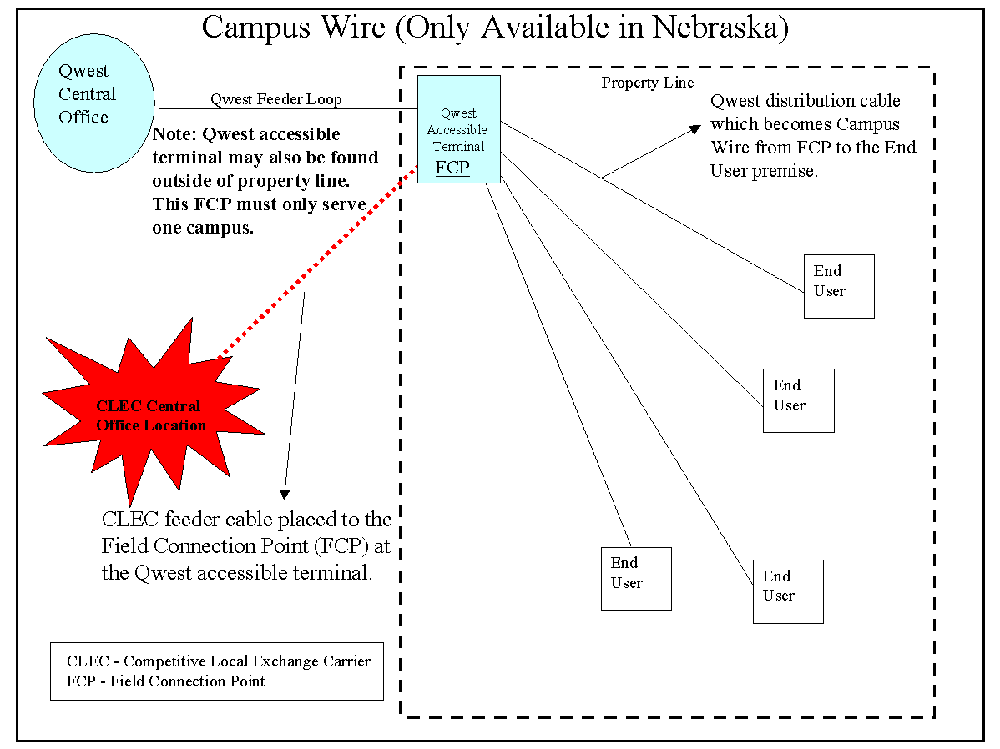 Campus Wire (Only Available in Nebraska)
Qwest
Central
Office
Qwest Feeder Loop
Note: Qwest accessible
terminal may also be found
outside of property line.
This FCP must only serve
one campus.
Qwest
Accessible
Terminal
FCP
Property Line
Qwest distribution cable
which becomes Campus
Wire from FCP to the End
User premise.
End
User
End
User
End
User
End
User
CLEC Central
Office Location
CLEC feeder cable placed to the
Field Connection Point (FCP) at
the Qwest accessible terminal.
CLEC - Competitive Local Exchange Carrier
FCP - Field Connection Point